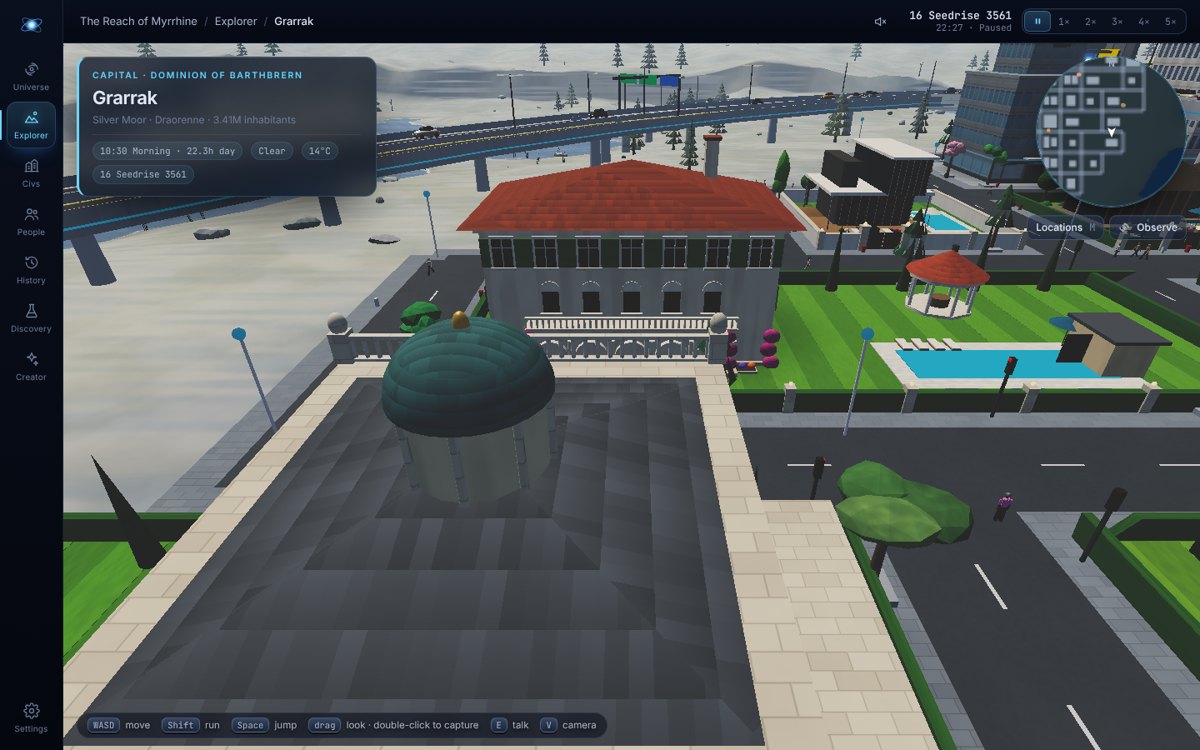 The Reach of Myrrhine / Explorer / Grarrak
16 Seedrise 3561
22:27 · Paused
1× 2× 3× 4× 5×
Universe
Explorer
Civs
People
History
Discovery
Creator
Settings
CAPITAL · DOMINION OF BARTHBRERN
Grarrak
Silver Moor · Draorenne · 3.41M inhabitants
10:30 Morning · 22.3h day Clear 14°C
16 Seedrise 3561
Locations M
Observe
WASD move Shift run Space jump drag look · double-click to capture E talk V camera